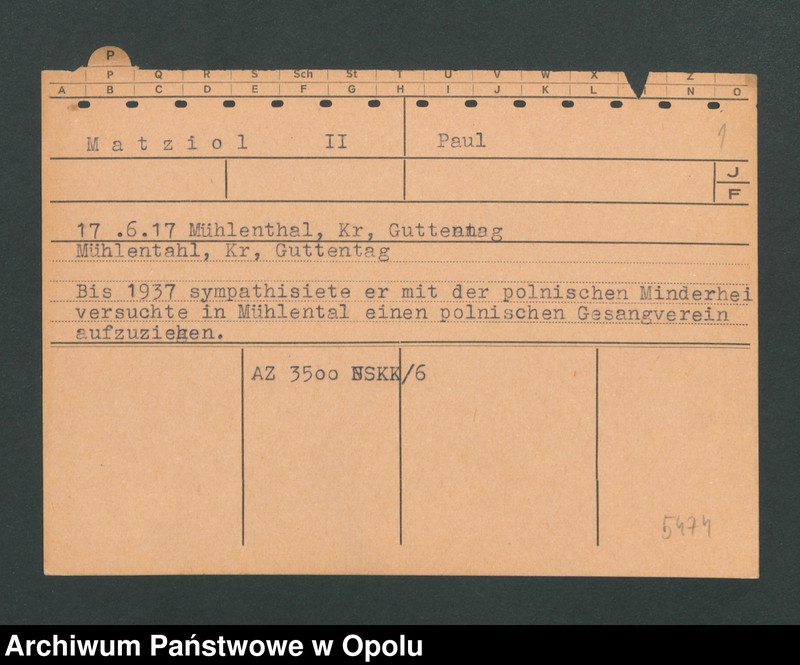 P
P Q R S Sch St T U V W X Z
A B C D E F G H I J K L N O
Matziol II Paul 1
J
F
17 .6.17 Mühlenthal, Kr, Guttentag
Mühlentahl, Kr, Guttentag
Bis 1937 sympathisiete er mit der polnischen Minderhei
versuchte in Mühlental einen polnischen Gesangverein
aufzuziehen.
AZ 35oo NSKK/6
5474
Archiwum Państwowe w Opolu